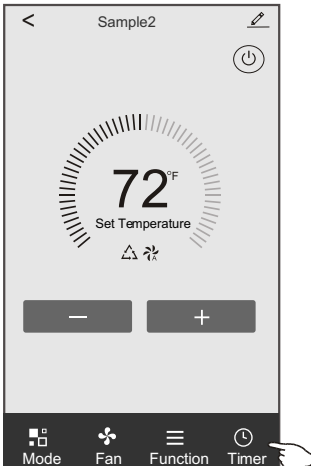 < Sample2
72°F
Set Temperature
A
— +
Mode Fan Function Timer